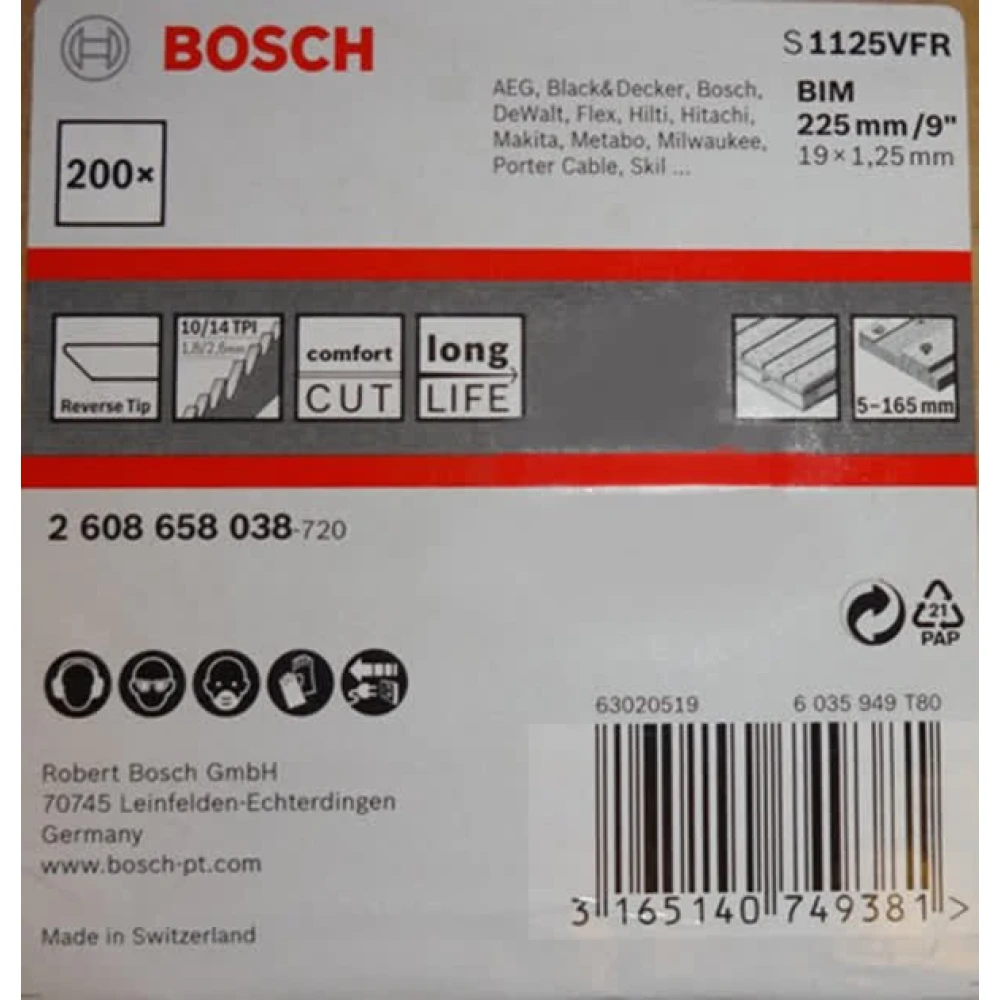 BOSCH
S 1125VFR
AEG, Black&Decker, Bosch,
DeWalt, Flex, Hilti, Hitachi,
Makita, Metabo, Milwaukee,
Porter Cable, Skil ...
BIM
225 mm /9"
19 × 1,25 mm
200×
Reverse Tip
10/14 TPI
1,8/2,6mm
comfort
CUT
long
LIFE
5–165 mm
2 608 658 038-720
21
PAP
63020519
6 035 949 T80
3 165140 749381 >
Robert Bosch GmbH
70745 Leinfelden-Echterdingen
Germany
www.bosch-pt.com
Made in Switzerland